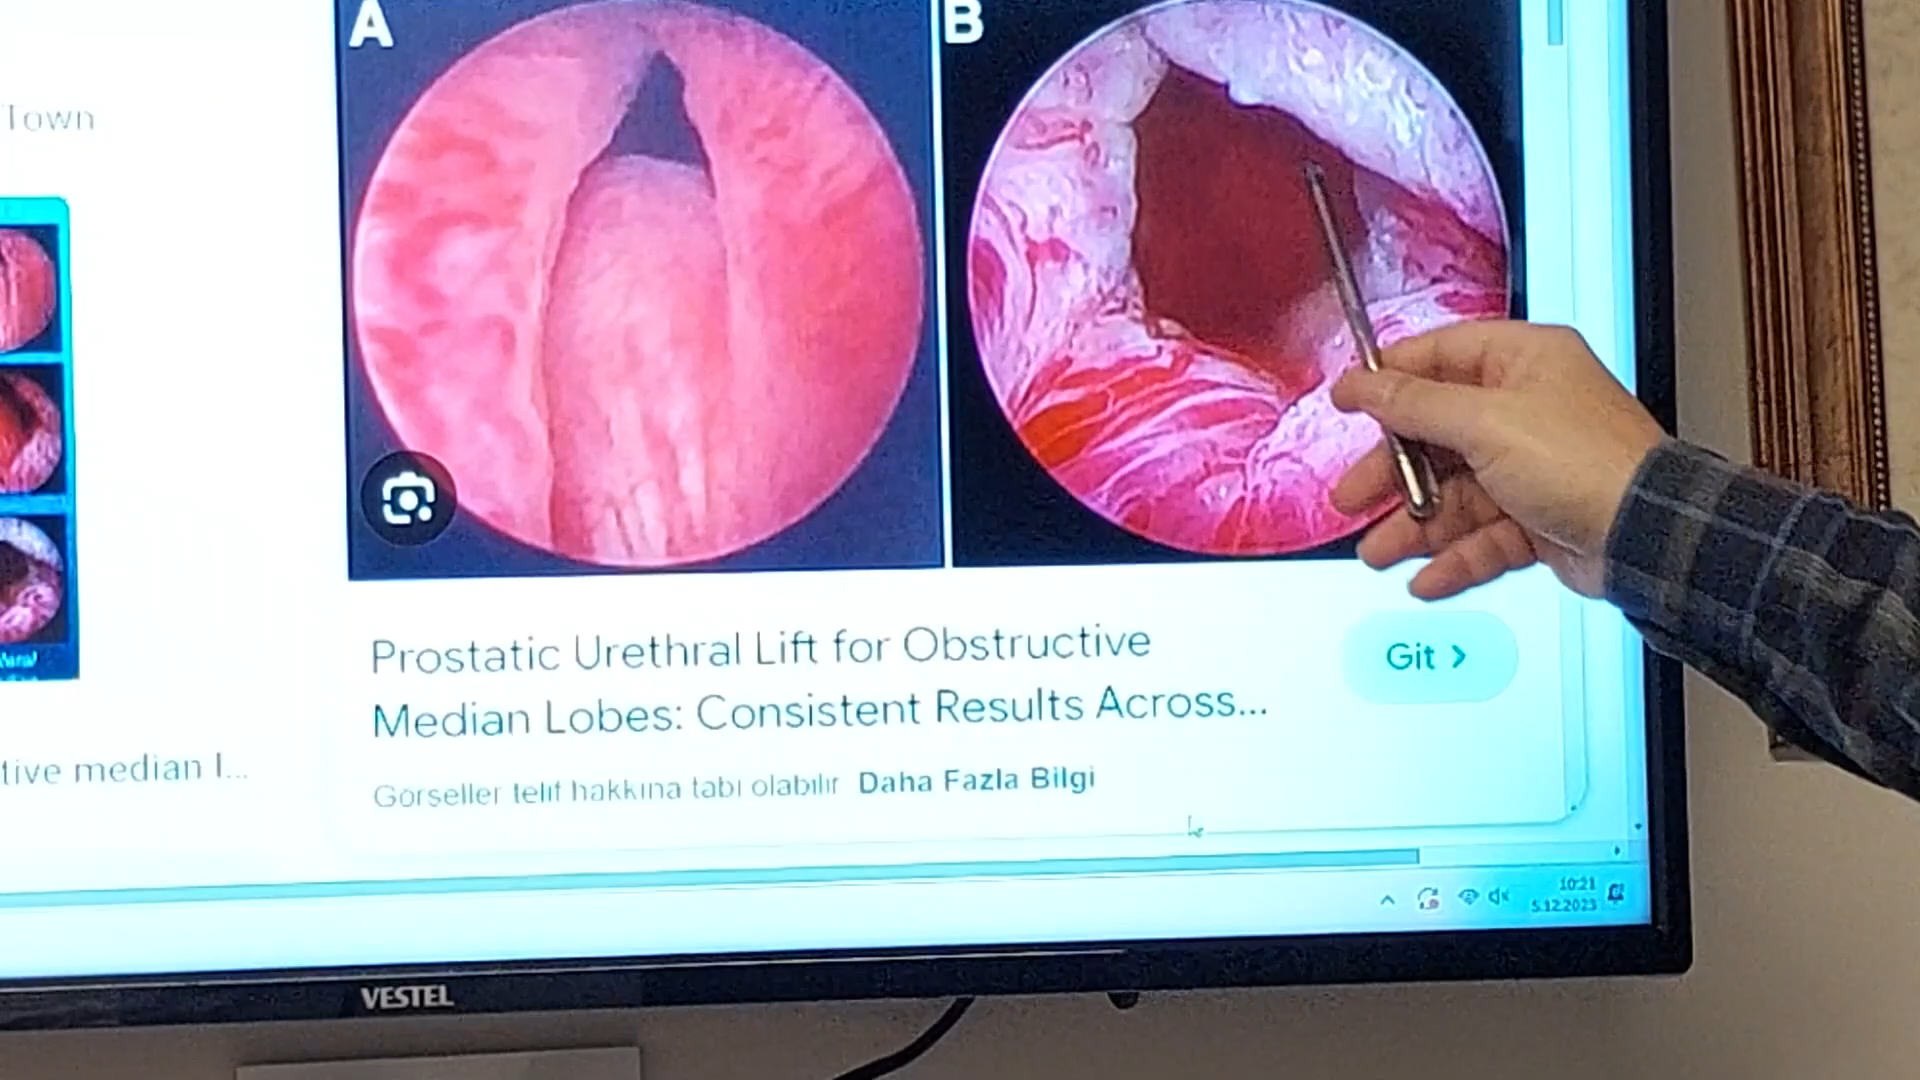 A
B
Town
Prostatic Urethral Lift for Obstructive
Median Lobes: Consistent Results Across...
Git >
tive median l...
Görseller telif hakkına tabi olabilir Daha Fazla Bilgi
10:21
5.12.2023
VESTEL